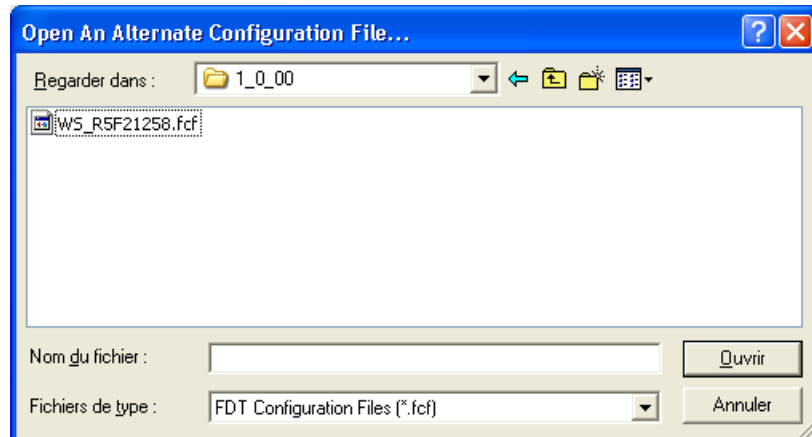 Open An Alternate Configuration File...
Regarder dans : 1_0_00
WS_R5F21258.fcf
Nom du fichier :
Ouvrir
Fichiers de type : FDT Configuration Files (*.fcf)
Annuler